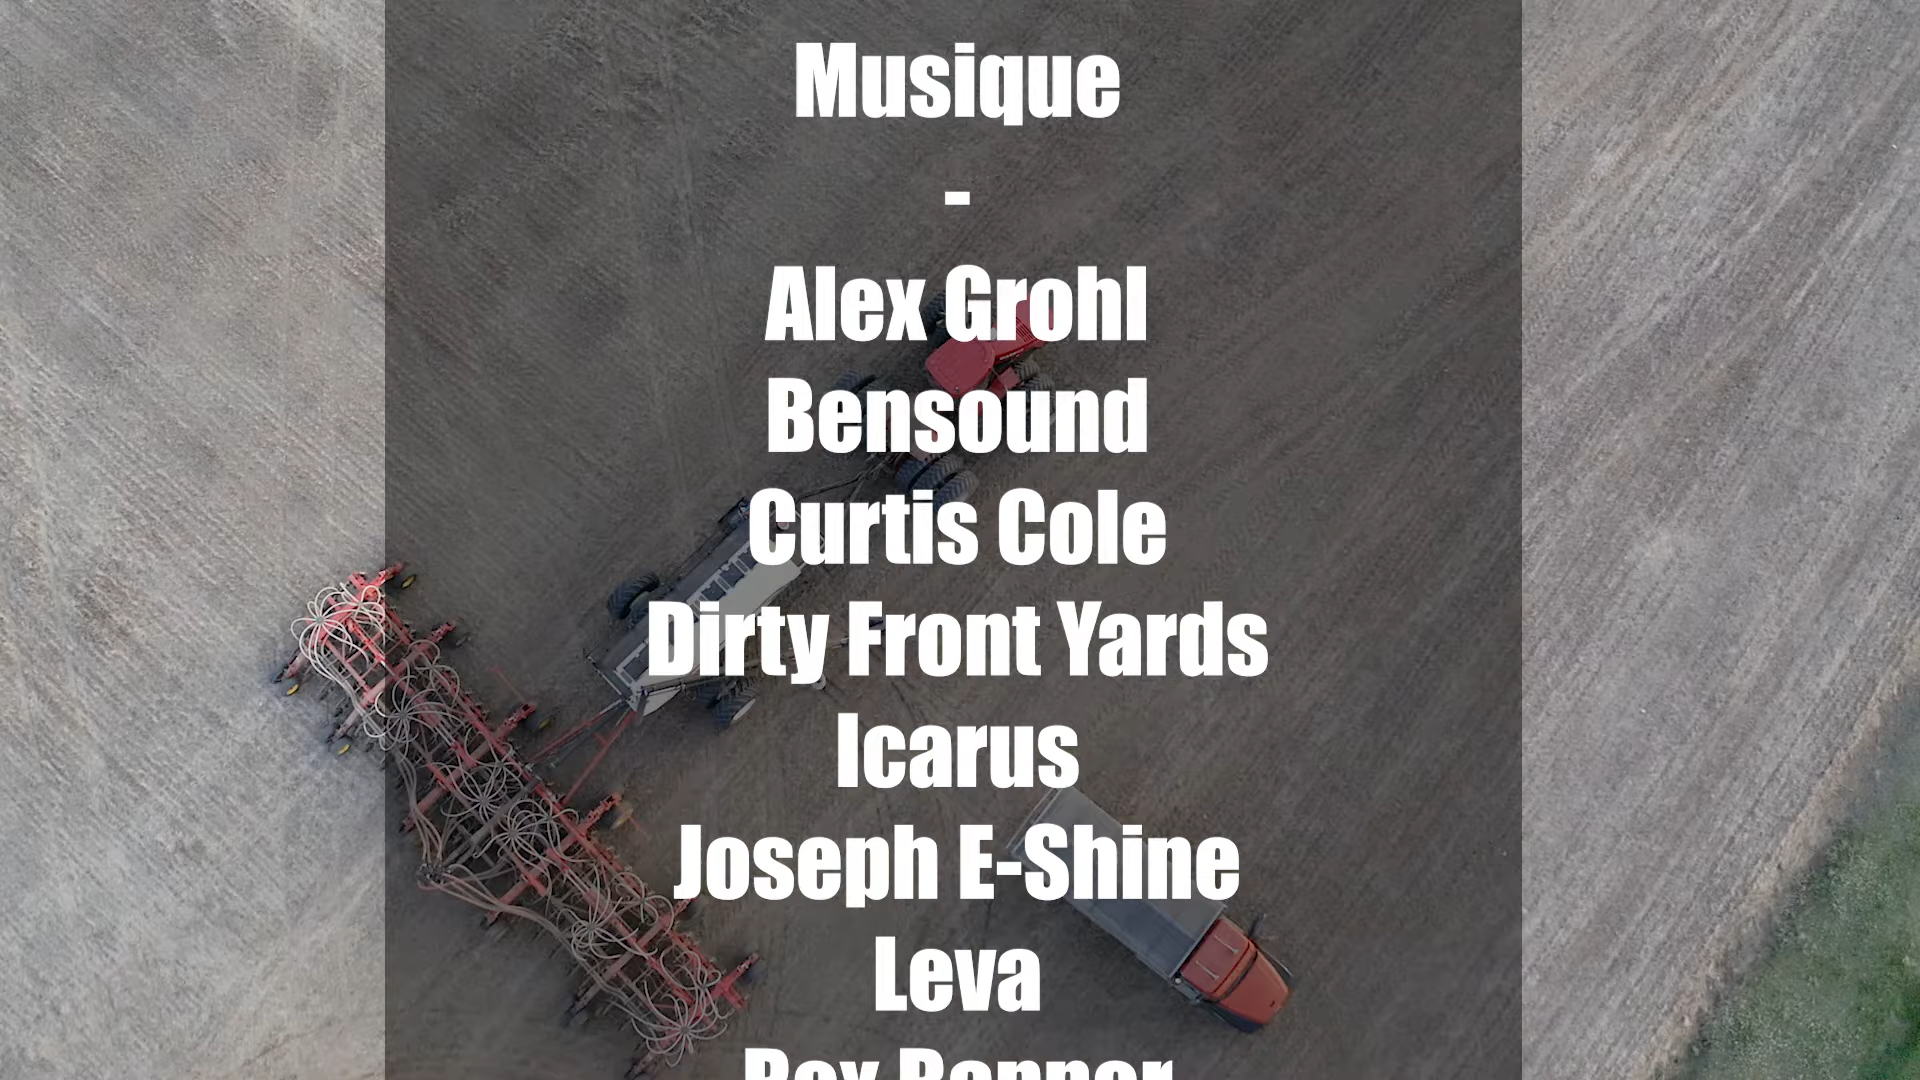 Musique
-
Alex Grohl
Bensound
Curtis Cole
Dirty Front Yards
Icarus
Joseph E-Shine
Leva